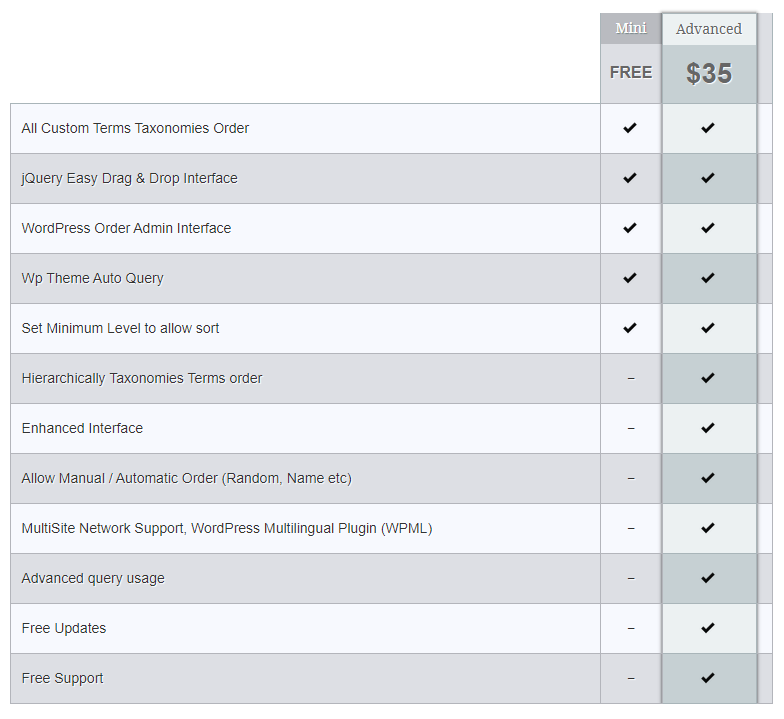 Mini Advanced
FREE $35
All Custom Terms Taxonomies Order ✔ ✔
jQuery Easy Drag & Drop Interface ✔ ✔
WordPress Order Admin Interface ✔ ✔
Wp Theme Auto Query ✔ ✔
Set Minimum Level to allow sort ✔ ✔
Hierarchically Taxonomies Terms order – ✔
Enhanced Interface – ✔
Allow Manual / Automatic Order (Random, Name etc) – ✔
MultiSite Network Support, WordPress Multilingual Plugin (WPML) – ✔
Advanced query usage – ✔
Free Updates – ✔
Free Support – ✔